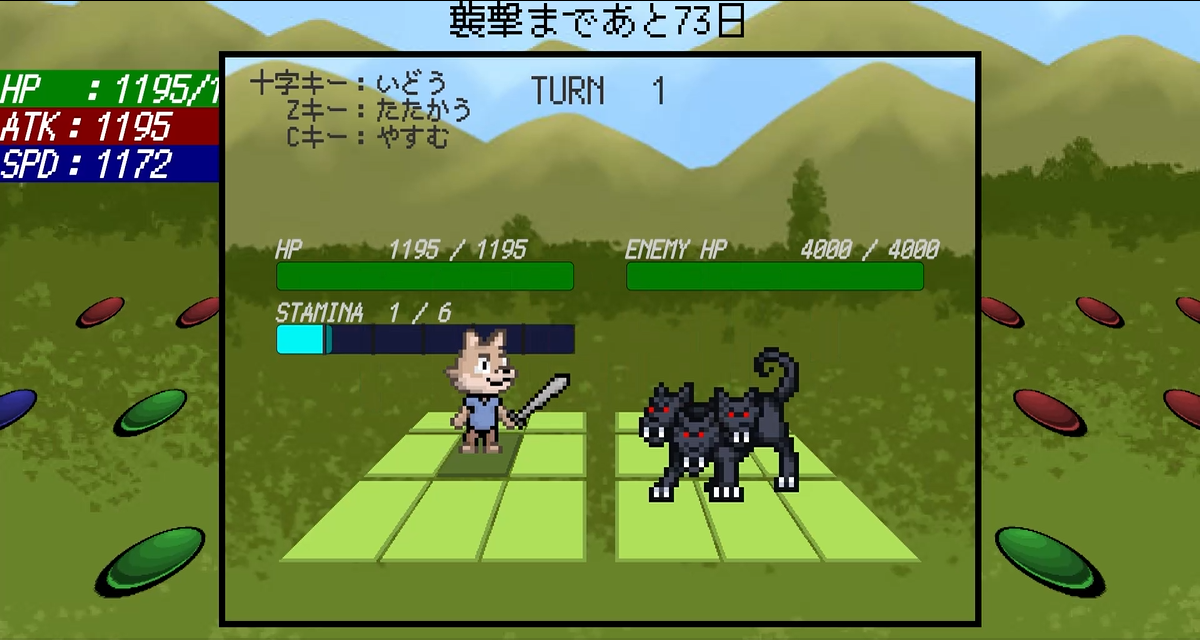 襲撃まであと73日
HP : 1195/1
ATK : 1195
SPD : 1172
十字キー：いどう
Zキー：たたかう
Cキー：やすむ
TURN 1
HP 1195 / 1195
ENEMY HP 4000 / 4000
STAMINA 1 / 6